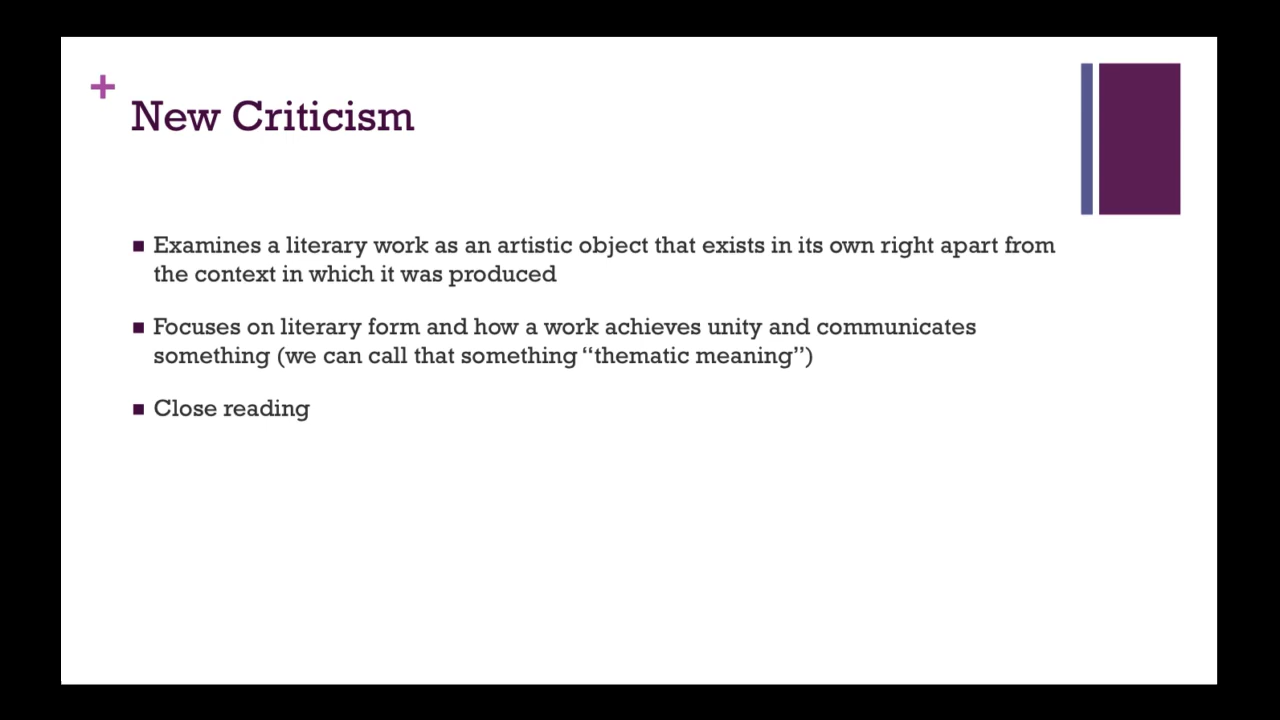 +
New Criticism
■ Examines a literary work as an artistic object that exists in its own right apart from
the context in which it was produced
■ Focuses on literary form and how a work achieves unity and communicates
something (we can call that something “thematic meaning”)
■ Close reading